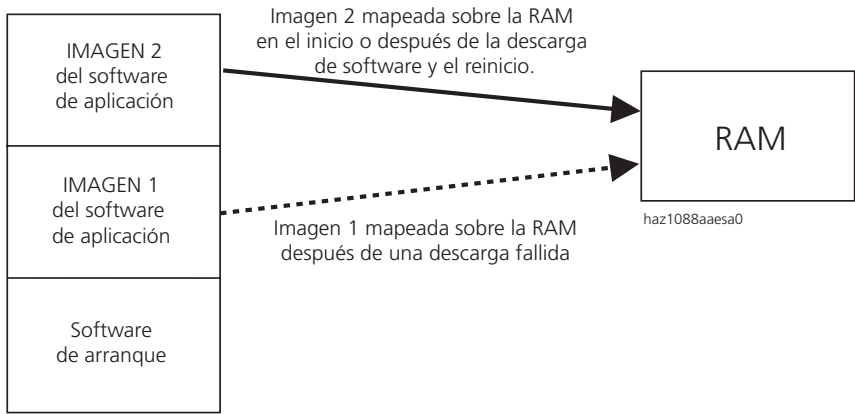 Imagen 2 mapeada sobre la RAM
en el inicio o después de la descarga
de software y el reinicio.
IMAGEN 2
del software
de aplicación
RAM
IMAGEN 1
del software
de aplicación
haz1088aaesa0
Imagen 1 mapeada sobre la RAM
después de una descarga fallida
Software
de arranque